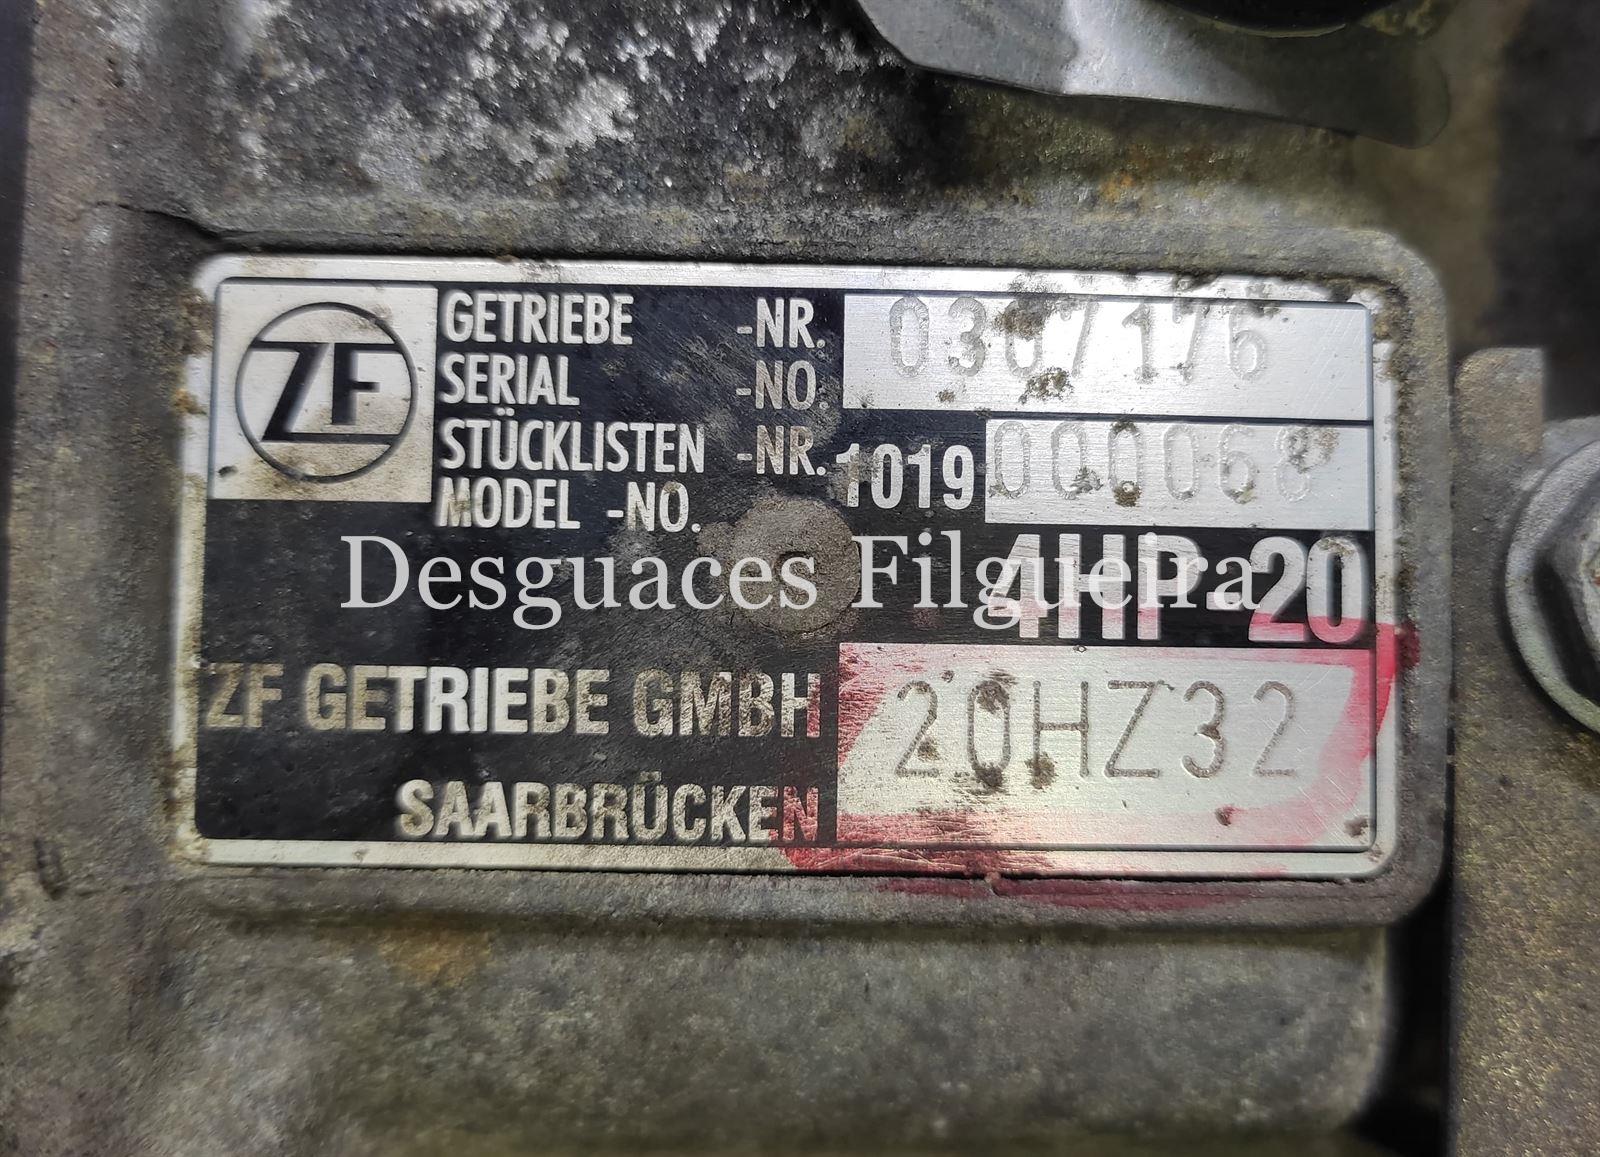 ZF
GETRIEBE -NR. 0307176
SERIAL -NO.
STÜCKLISTEN -NR. 1019 000068
MODEL -NO.
Desguaces Filgueira
4HP-20
ZF GETRIEBE GMBH 20HZ32
SAARBRÜCKEN